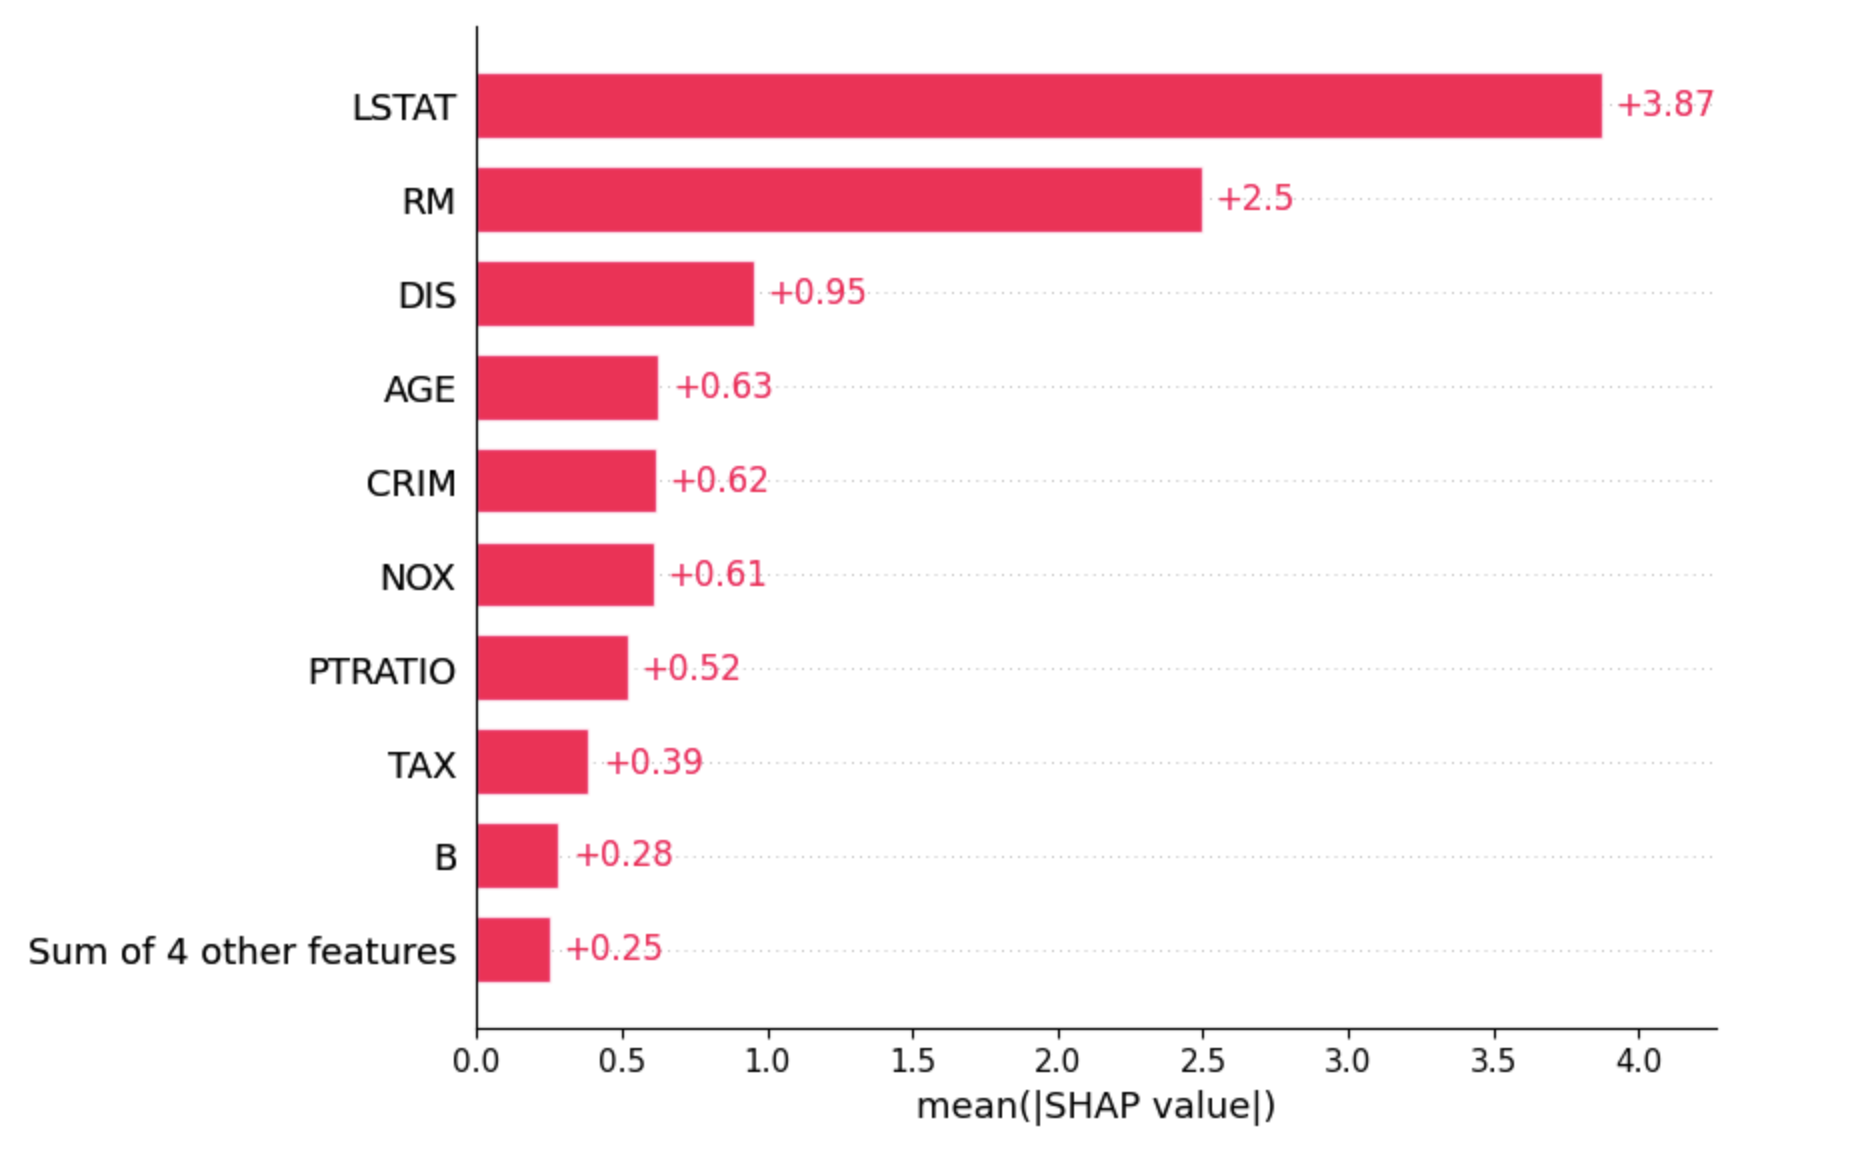 LSTAT +3.87
RM +2.5
DIS +0.95
AGE +0.63
CRIM +0.62
NOX +0.61
PTRATIO +0.52
TAX +0.39
B +0.28
Sum of 4 other features +0.25
0.0 0.5 1.0 1.5 2.0 2.5 3.0 3.5 4.0
mean(|SHAP value|)